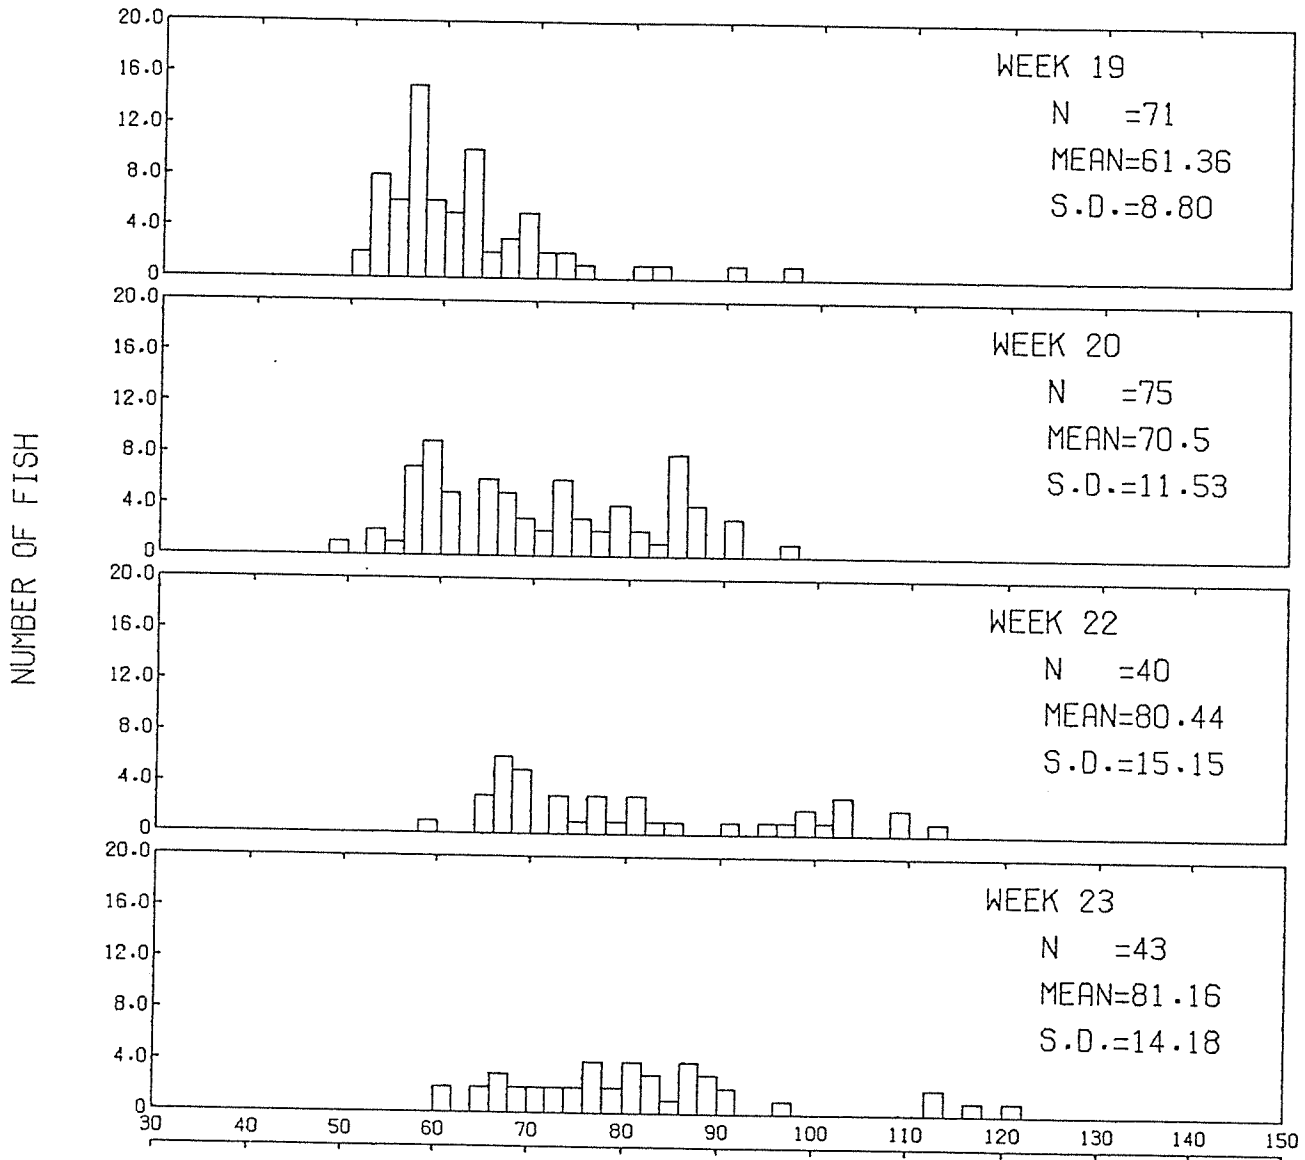 20.0
16.0
12.0
8.0
4.0
0
WEEK 19
N =71
MEAN=61.36
S.D.=8.80
20.0
16.0
12.0
8.0
4.0
0
WEEK 20
N =75
MEAN=70.5
S.D.=11.53
NUMBER OF FISH
20.0
16.0
12.0
8.0
4.0
0
WEEK 22
N =40
MEAN=80.44
S.D.=15.15
20.0
16.0
12.0
8.0
4.0
0
WEEK 23
N =43
MEAN=81.16
S.D.=14.18
30 40 50 60 70 80 90 100 110 120 130 140 150